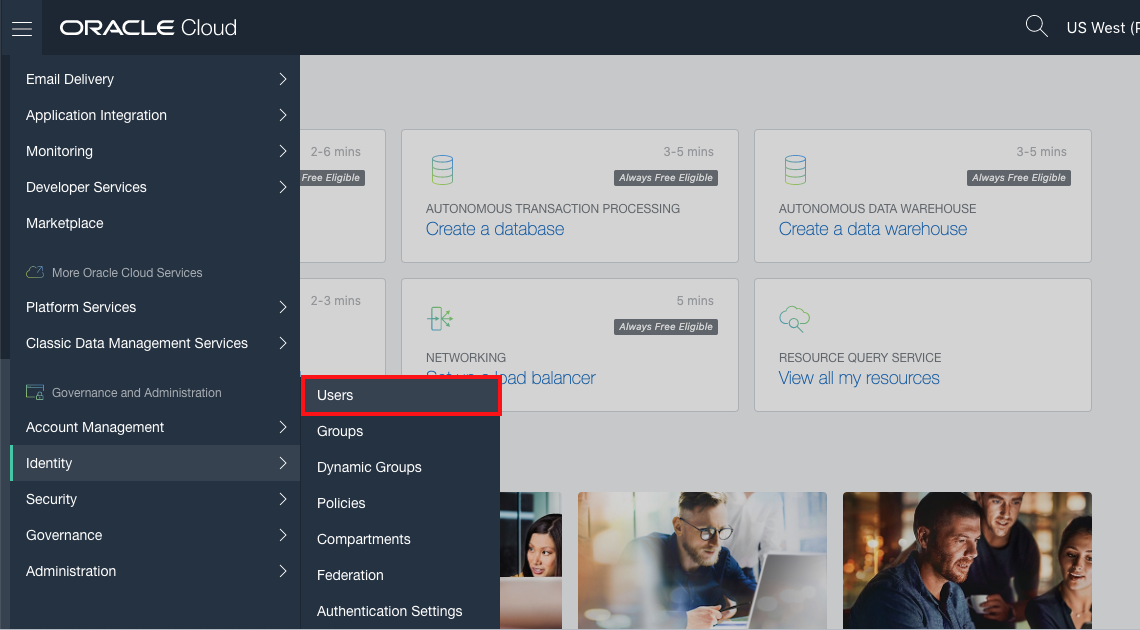 ORACLE Cloud
US West (P
Email Delivery
Application Integration
Monitoring
Developer Services
Marketplace
More Oracle Cloud Services
Platform Services
Classic Data Management Services
Governance and Administration
Account Management
Identity
Security
Governance
Administration
Users
Groups
Dynamic Groups
Policies
Compartments
Federation
Authentication Settings
2-6 mins
Free Eligible
3-5 mins
Always Free Eligible
AUTONOMOUS TRANSACTION PROCESSING
Create a database
3-5 mins
Always Free Eligible
AUTONOMOUS DATA WAREHOUSE
Create a data warehouse
2-3 mins
5 mins
Always Free Eligible
NETWORKING
Set up a load balancer
RESOURCE QUERY SERVICE
View all my resources